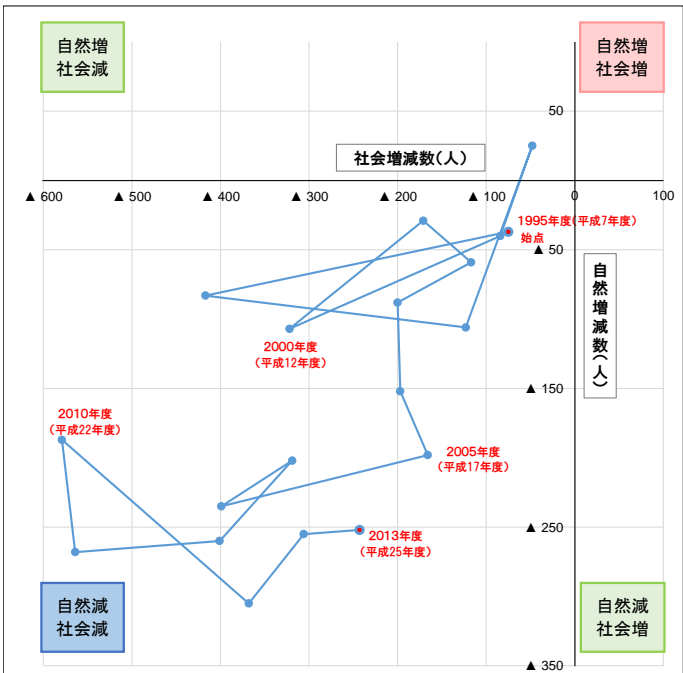 自然増
社会減
自然増
社会増
50
社会増減数(人)
▲ 600
▲ 500
▲ 400
▲ 300
▲ 200
▲ 100
0
100
1995年度(平成7年度)
始点
▲ 50
自然増減数(人)
2000年度
(平成12年度)
▲ 150
2010年度
(平成22年度)
2005年度
(平成17年度)
▲ 250
2013年度
(平成25年度)
自然減
社会減
自然減
社会増
▲ 350